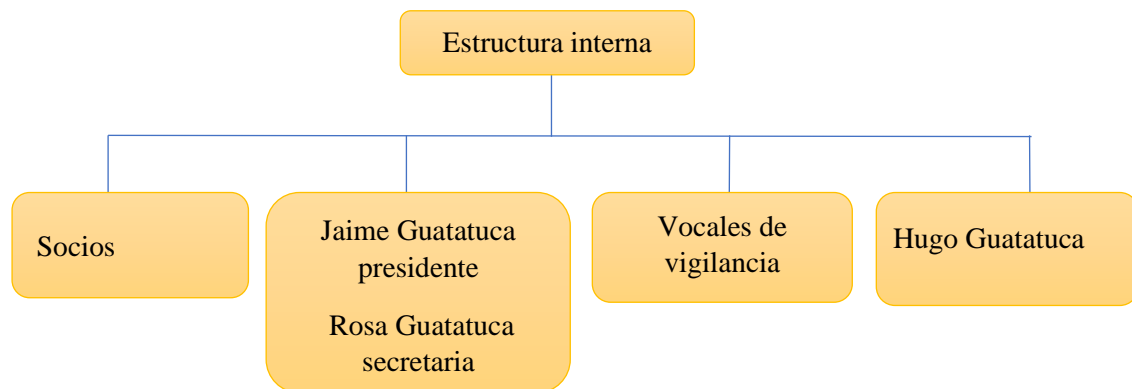 Estructura interna
Socios
Jaime Guatatuca
presidente
Rosa Guatatuca
secretaria
Vocales de
vigilancia
Hugo Guatatuca